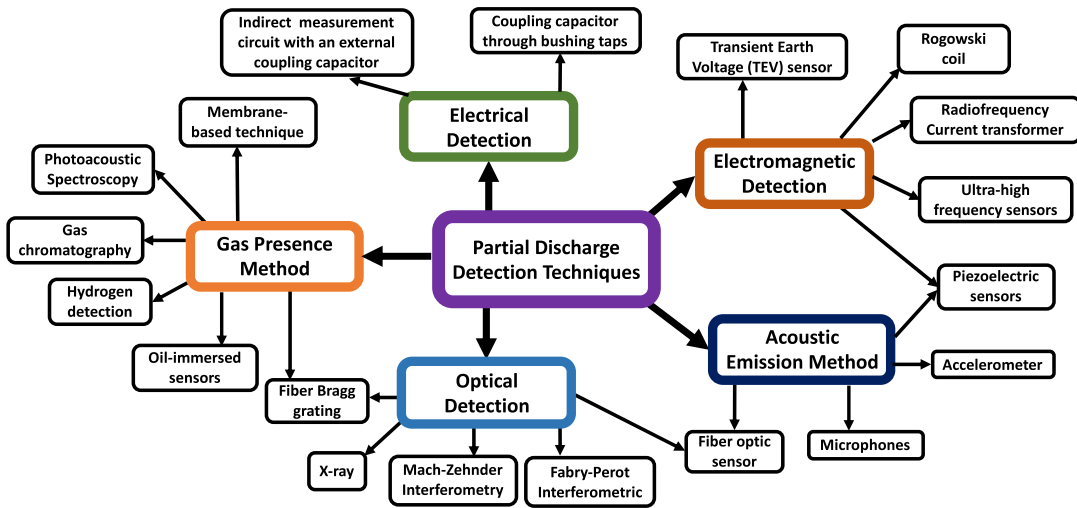 Indirect measurement
circuit with an external
coupling capacitor
Coupling capacitor
through bushing taps
Transient Earth
Voltage (TEV) sensor
Rogowski
coil
Membrane-
based technique
Electrical
Detection
Radiofrequency
Current transformer
Photoacoustic
Spectroscopy
Electromagnetic
Detection
Ultra-high
frequency sensors
Gas
chromatography
Gas Presence
Method
Partial Discharge
Detection Techniques
Hydrogen
detection
Piezoelectric
sensors
Oil-immersed
sensors
Acoustic
Emission Method
Accelerometer
Fiber Bragg
grating
Optical
Detection
Fiber optic
sensor
Microphones
X-ray
Mach-Zehnder
Interferometry
Fabry-Perot
Interferometric